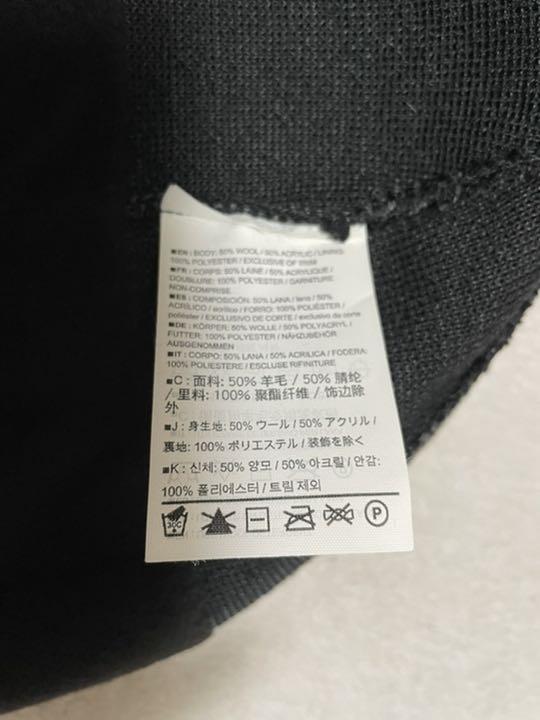 ■EN : BODY: 50% WOOL / 50% ACRYLIC / LINING:
100% POLYESTER / EXCLUSIVE OF TRIM
■FR : CORPS: 50% LAINE / 50% ACRYLIQUE /
DOUBLURE: 100% POLYESTER / GARNITURE
NON-COMPRISE
■ES : COMPOSICIÓN: 50% LANA / lana / 50%
ACRÍLICO / acrílico / FORRO: 100% POLIÉSTER /
poliéster / EXCLUSIVO DE CORTE / exclusivo da corte
■DE : KÖRPER: 50% WOLLE / 50% POLYACRYL /
FUTTER: 100% POLYESTER / NÄHZUBEHÖR
AUSGENOMMEN
■IT : CORPO: 50% LANA / 50% ACRILICA / FODERA:
100% POLIESTERE / ESCLUSE RIFINITURE
■C : 面料: 50% 羊毛 / 50% 腈纶
/ 里料: 100% 聚酯纤维 / 饰边除
外
■J : 身生地: 50% ウール / 50% アクリル /
裏地: 100% ポリエステル / 装飾を除く
■K : 신체: 50% 양모 / 50% 아크릴 / 안감:
100% 폴리에스터 / 트림 제외
30C P